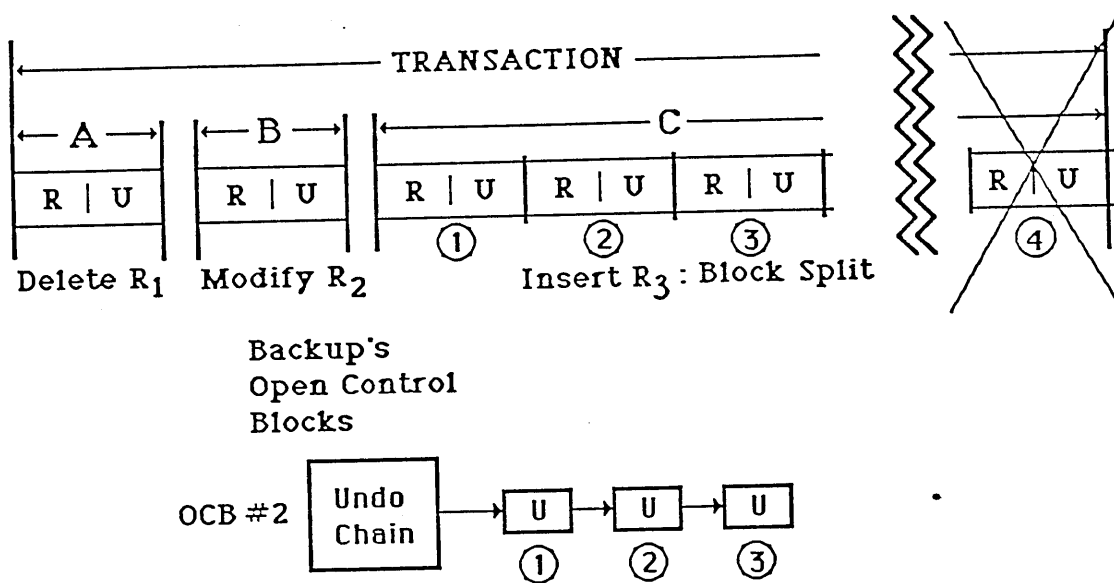 TRANSACTION
A B C
R | U R | U R | U R | U R | U R | U
1 2 3 4
Delete R1 Modify R2 Insert R3 : Block Split
Backup's
Open Control
Blocks
OCB #2
Undo
Chain
U U U
1 2 3